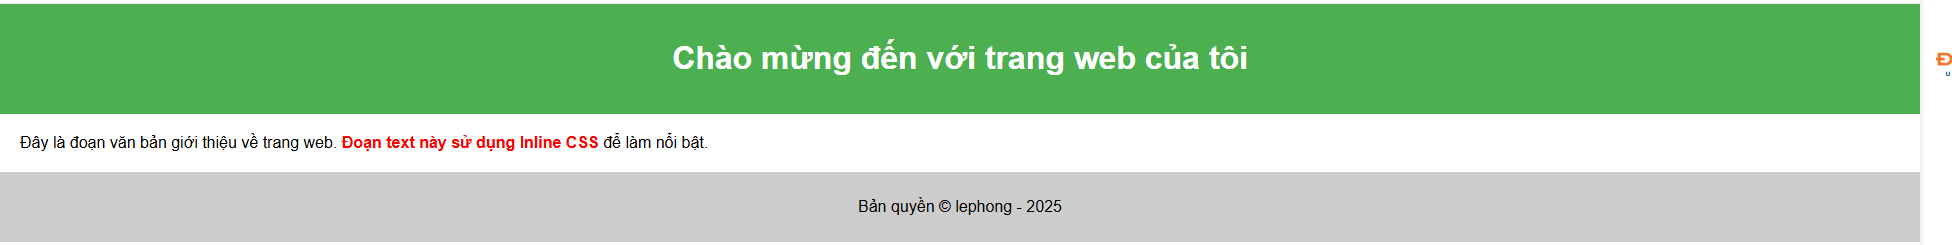 Chào mừng đến với trang web của tôi
Đây là đoạn văn bản giới thiệu về trang web. Đoạn text này sử dụng Inline CSS để làm nổi bật.
Bản quyền © lephong - 2025